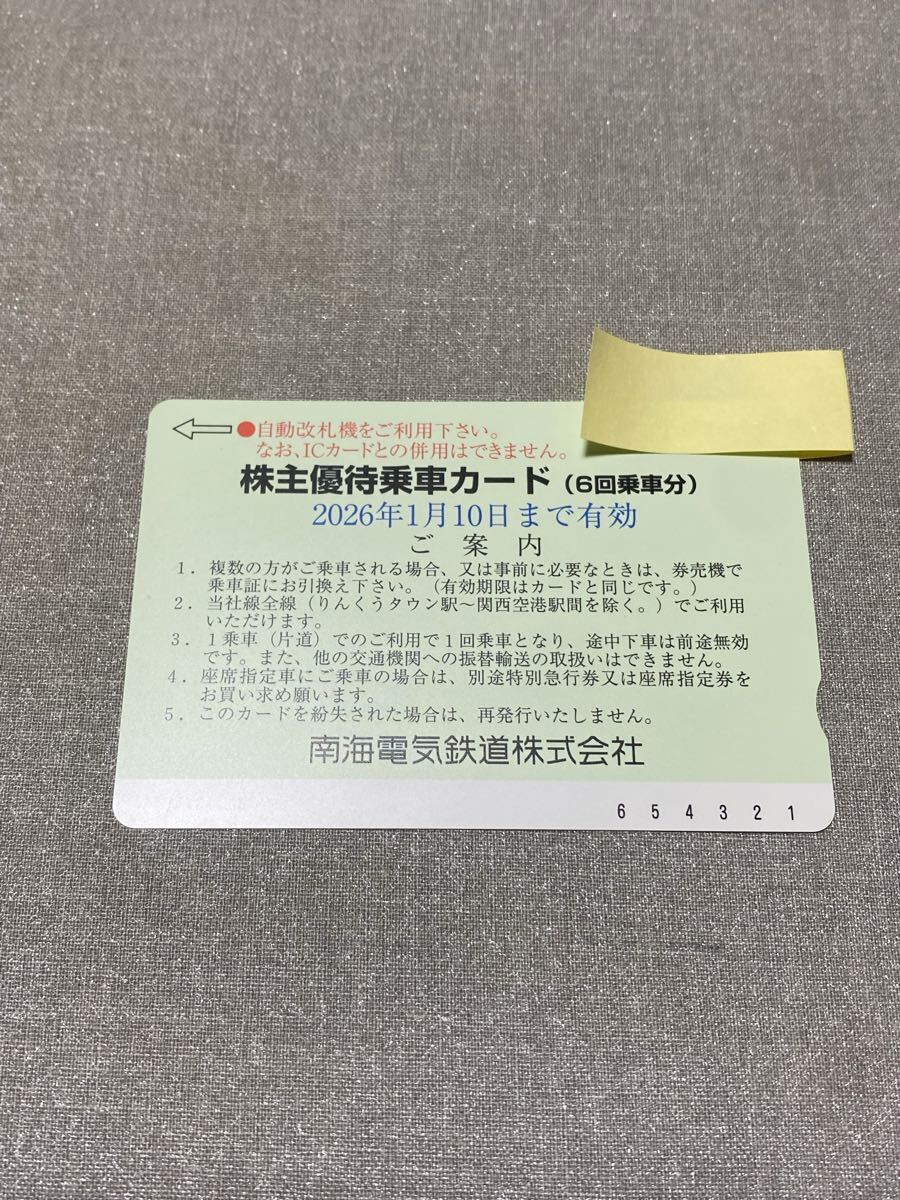 ●自動改札機をご利用下さい。
なお、ICカードとの併用はできません。
株主優待乗車カード（6回乗車分）
2026年1月10日まで有効
ご案内
1．複数の方がご乗車される場合、又は事前に必要なときは、券売機で
乗車証にお引換え下さい。（有効期限はカードと同じです。）
2．当社線全線（りんくうタウン駅～関西空港駅間を除く。）でご利用
いただけます。
3．1乗車（片道）でのご利用で1回乗車となり、途中下車は前途無効
です。また、他の交通機関への振替輸送の取扱いはできません。
4．座席指定車にご乗車の場合は、別途特別急行券又は座席指定券を
お買い求め願います。
5．このカードを紛失された場合は、再発行いたしません。
南海電気鉄道株式会社
6 5 4 3 2 1